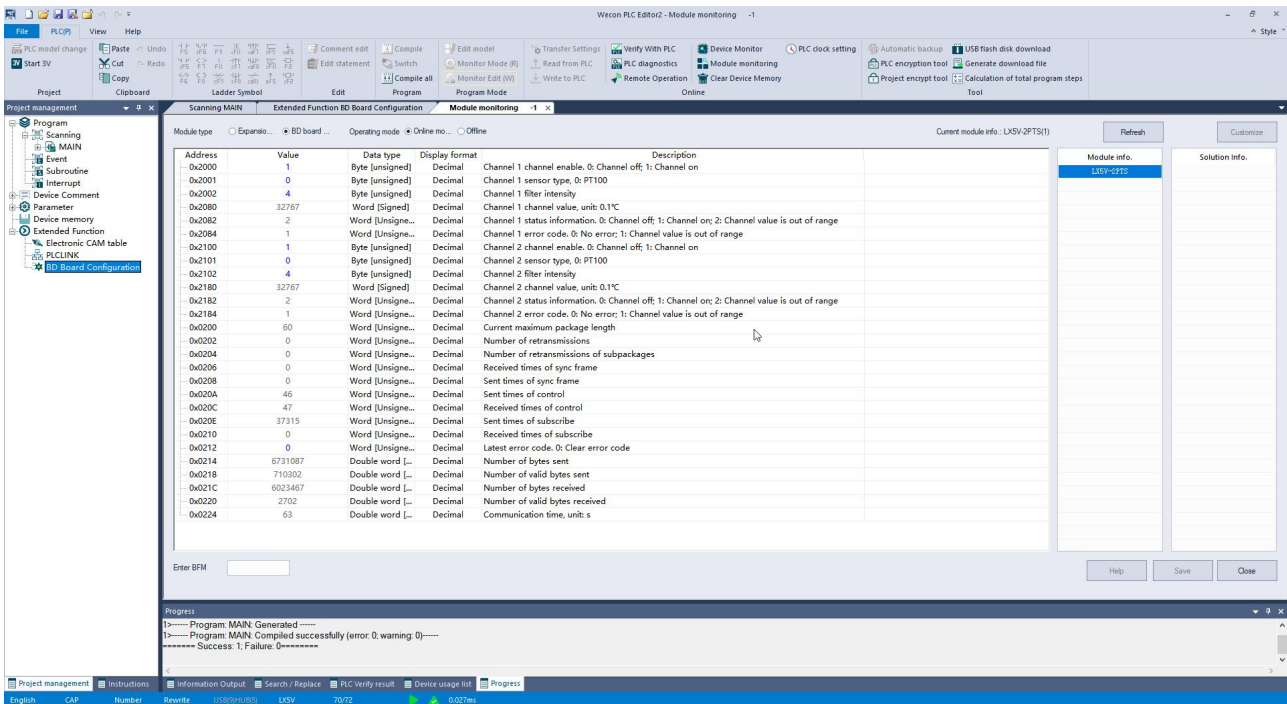 Wecon PLC Editor2 - Module monitoring -1
File PLC(P) View Help
Style
PLC model change Paste Undo Comment edit Compile Edit model Transfer Settings Verify With PLC Device Monitor PLC clock setting Automatic backup USB flash disk download
Start 3V Cut Redo Edit statement Switch Monitor Mode (R) Read from PLC PLC diagnostics Module monitoring PLC encryption tool Generate download file
Copy Compile all Monitor Edit (W) Write to PLC Remote Operation Clear Device Memory Project encrypt tool Calculation of total program steps
Project Clipboard Ladder Symbol Edit Program Program Mode Online Tool
Project management
Program
Scanning
MAIN
Event
Subroutine
Interrupt
Device Comment
Parameter
Device memory
Extended Function
Electronic CAM table
PLCLINK
BD Board Configuration
Scanning MAIN Extended Function BD Board Configuration Module monitoring -1
Module type Expansio... BD board ... Operating mode Online mo... Offline Current module info.: LX5V-2PTS(1) Refresh Customize
Address Value Data type Display format Description
0x2000 1 Byte [unsigned] Decimal Channel 1 channel enable. 0: Channel off; 1: Channel on
0x2001 0 Byte [unsigned] Decimal Channel 1 sensor type, 0: PT100
0x2002 4 Byte [unsigned] Decimal Channel 1 filter intensity
0x2080 32767 Word [Signed] Decimal Channel 1 channel value, unit: 0.1℃
0x2082 2 Word [Unsigne... Decimal Channel 1 status information. 0: Channel off; 1: Channel on; 2: Channel value is out of range
0x2084 1 Word [Unsigne... Decimal Channel 1 error code. 0: No error; 1: Channel value is out of range
0x2100 1 Byte [unsigned] Decimal Channel 2 channel enable. 0: Channel off; 1: Channel on
0x2101 0 Byte [unsigned] Decimal Channel 2 sensor type, 0: PT100
0x2102 4 Byte [unsigned] Decimal Channel 2 filter intensity
0x2180 32767 Word [Signed] Decimal Channel 2 channel value, unit: 0.1℃
0x2182 2 Word [Unsigne... Decimal Channel 2 status information. 0: Channel off; 1: Channel on; 2: Channel value is out of range
0x2184 1 Word [Unsigne... Decimal Channel 2 error code. 0: No error; 1: Channel value is out of range
0x0200 60 Word [Unsigne... Decimal Current maximum package length
0x0202 0 Word [Unsigne... Decimal Number of retransmissions
0x0204 0 Word [Unsigne... Decimal Number of retransmissions of subpackages
0x0206 0 Word [Unsigne... Decimal Received times of sync frame
0x0208 0 Word [Unsigne... Decimal Sent times of sync frame
0x020A 46 Word [Unsigne... Decimal Sent times of control
0x020C 47 Word [Unsigne... Decimal Received times of control
0x020E 37315 Word [Unsigne... Decimal Sent times of subscribe
0x0210 0 Word [Unsigne... Decimal Received times of subscribe
0x0212 0 Word [Unsigne... Decimal Latest error code. 0: Clear error code
0x0214 6731087 Double word [... Decimal Number of bytes sent
0x0218 710302 Double word [... Decimal Number of valid bytes sent
0x021C 6023467 Double word [... Decimal Number of bytes received
0x0220 2702 Double word [... Decimal Number of valid bytes received
0x0224 63 Double word [... Decimal Communication time, unit: s
Module info.
LX5V-2PTS
Solution Info.
Enter BFM Help Save Close
Progress
1>------ Program: MAIN: Generated ------
1>------ Program: MAIN: Compiled successfully (error: 0; warning: 0)------
======= Success: 1; Failure: 0========
Project management Instructions Information Output Search / Replace PLC Verify result Device usage list Progress
English CAP Number Rewrite USB(9)HUB(5) LX5V 70/72 0.027ms